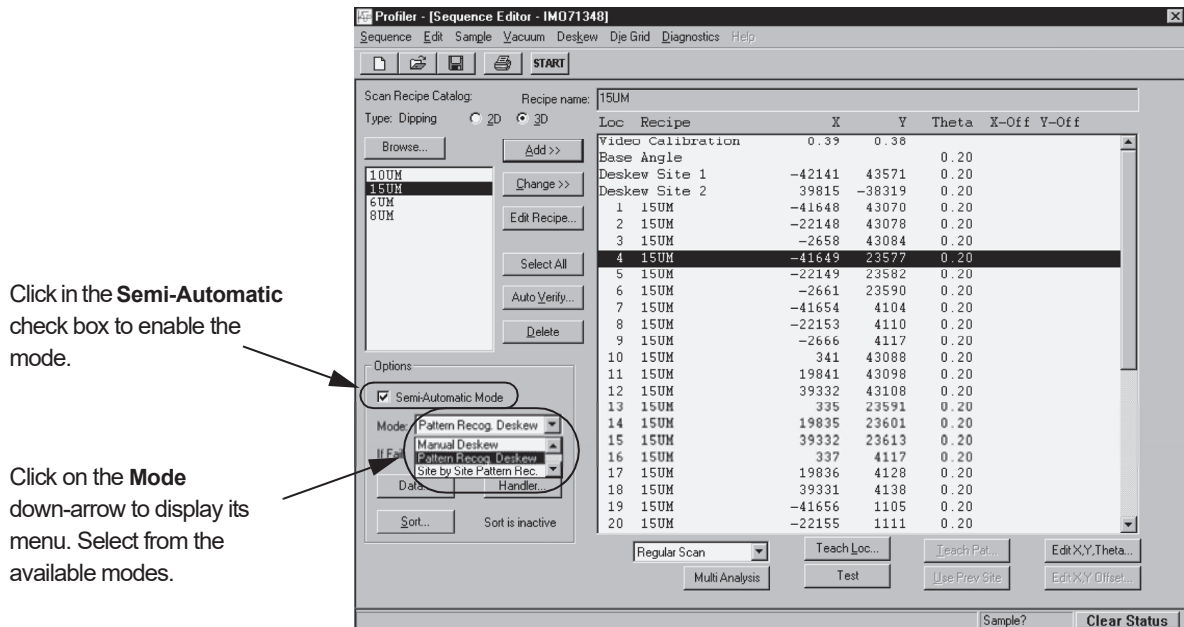 Profiler - [Sequence Editor - IMO71348]
Sequence Edit Sample Vacuum Deskew Dje Grid Diagnostics Help
START
Scan Recipe Catalog:
Recipe name: 15UM
Type: Dipping 2D 3D
Loc Recipe X Y Theta X-Off Y-Off
Browse...
Add >>
Change >>
Edit Recipe...
Select All
Auto Verify...
Delete
10UM
15UM
6UM
8UM
Video Calibration 0.39 0.38
Base Angle 0.20
Deskew Site 1 -42141 43571 0.20
Deskew Site 2 39815 -38319 0.20
1 15UM -41648 43070 0.20
2 15UM -22148 43078 0.20
3 15UM -2658 43084 0.20
4 15UM -41649 23577 0.20
5 15UM -22149 23582 0.20
6 15UM -2661 23590 0.20
7 15UM -41654 4104 0.20
8 15UM -22153 4110 0.20
9 15UM -2666 4117 0.20
10 15UM 341 43088 0.20
11 15UM 19841 43098 0.20
12 15UM 39332 43108 0.20
13 15UM 335 23591 0.20
14 15UM 19835 23601 0.20
15 15UM 39332 23613 0.20
16 15UM 337 4117 0.20
17 15UM 19836 4128 0.20
18 15UM 39331 4138 0.20
19 15UM -41656 1105 0.20
20 15UM -22155 1111 0.20
Click in the Semi-Automatic
check box to enable the
mode.
Options
Semi-Automatic Mode
Mode: Pattern Recog. Deskew
Manual Deskew
If Fail
Pattern Recog. Deskew
Site by Site Pattern Rec.
Data...
Handler...
Sort...
Sort is inactive
Click on the Mode
down-arrow to display its
menu. Select from the
available modes.
Regular Scan
Teach Loc...
Teach Pat...
Edit X,Y,Theta...
Multi Analysis
Test
Use Prev Site
Edit X,Y Offset...
Sample?
Clear Status